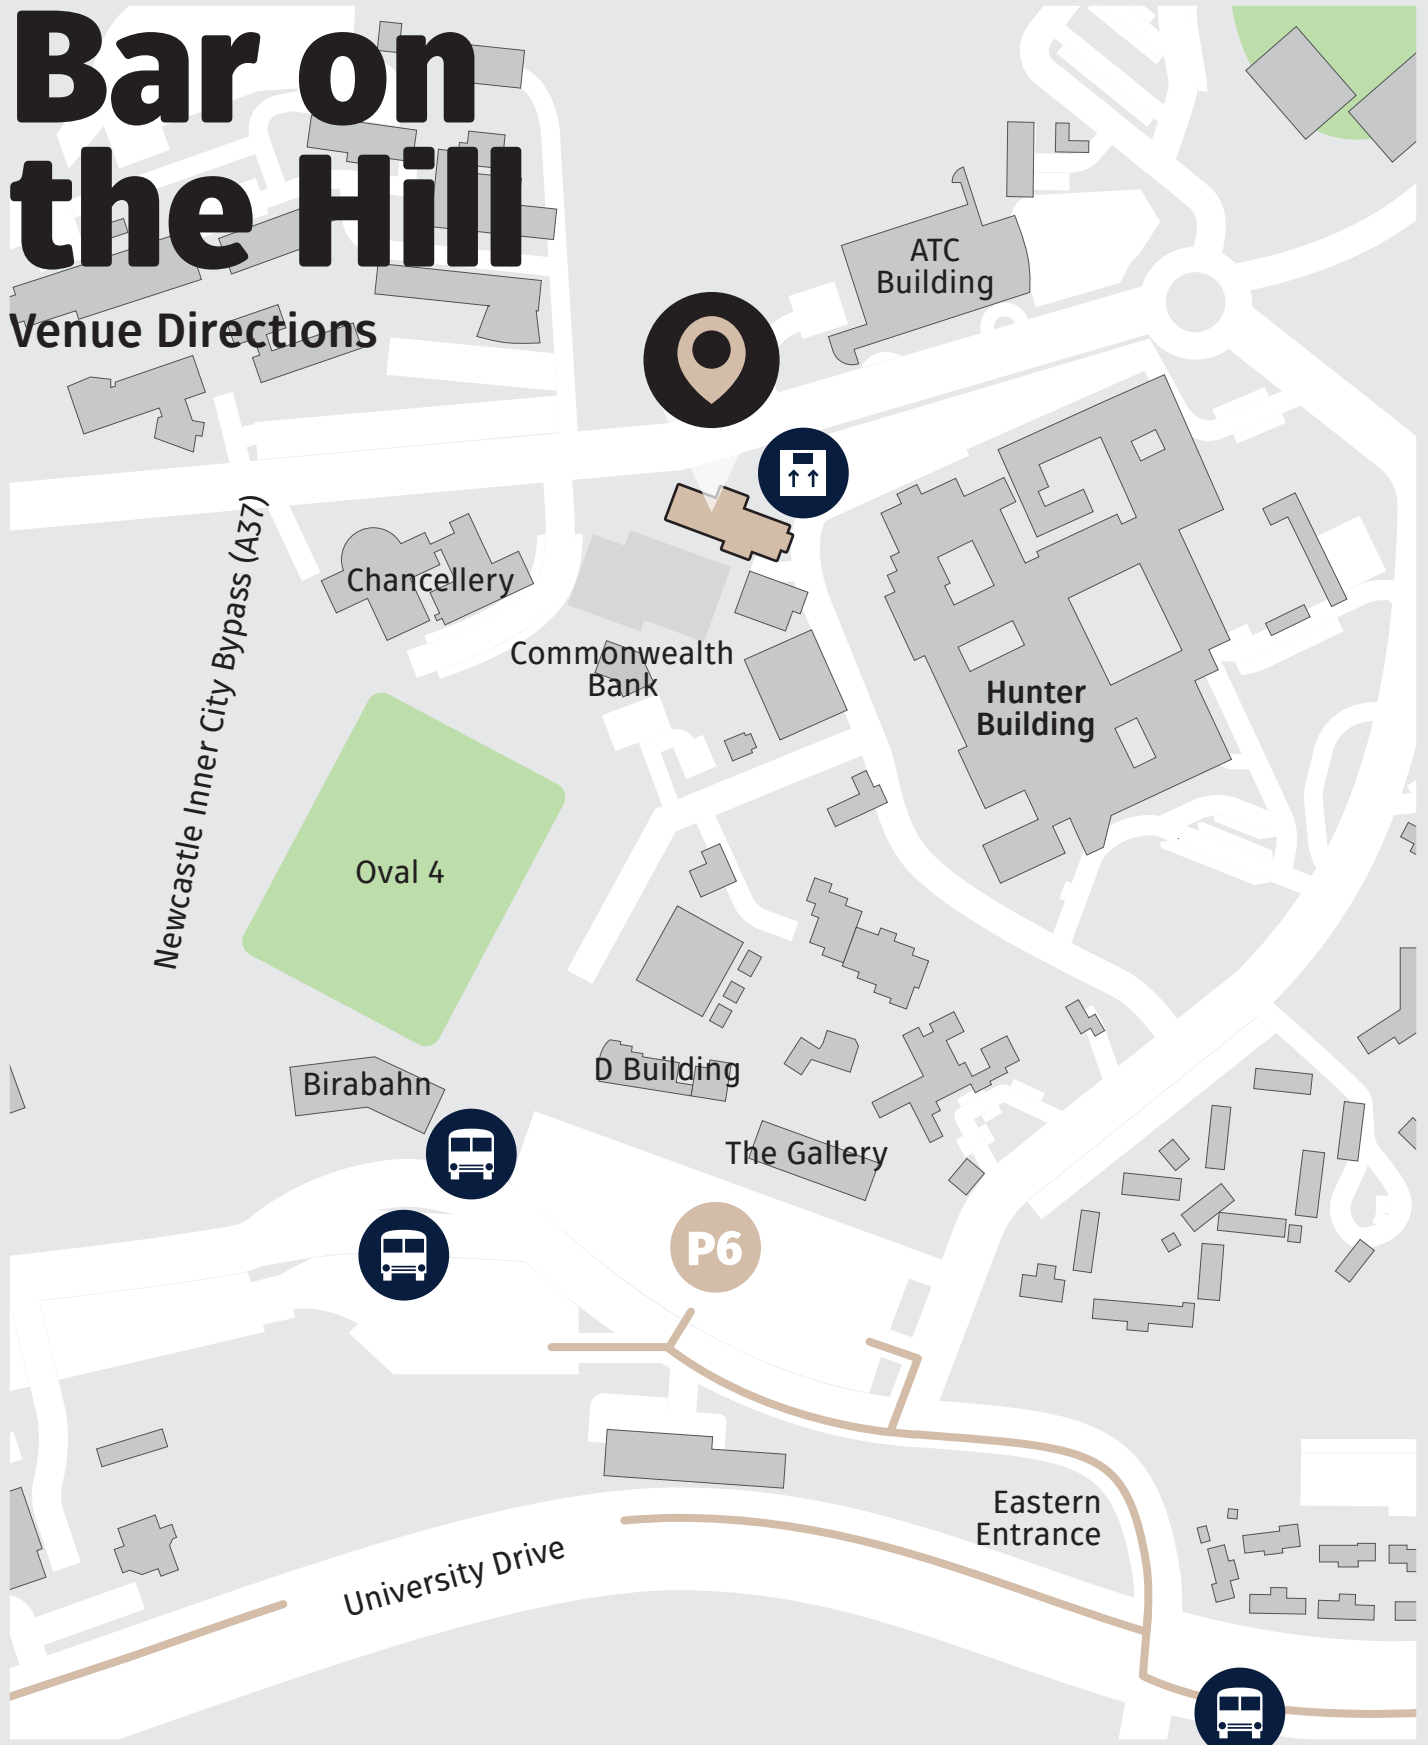 Bar on
the Hill
Venue Directions
ATC
Building
Newcastle Inner City Bypass (A37)
Chancellery
Commonwealth
Bank
Hunter
Building
Oval 4
Birabahn
D Building
The Gallery
P6
Eastern
Entrance
University Drive